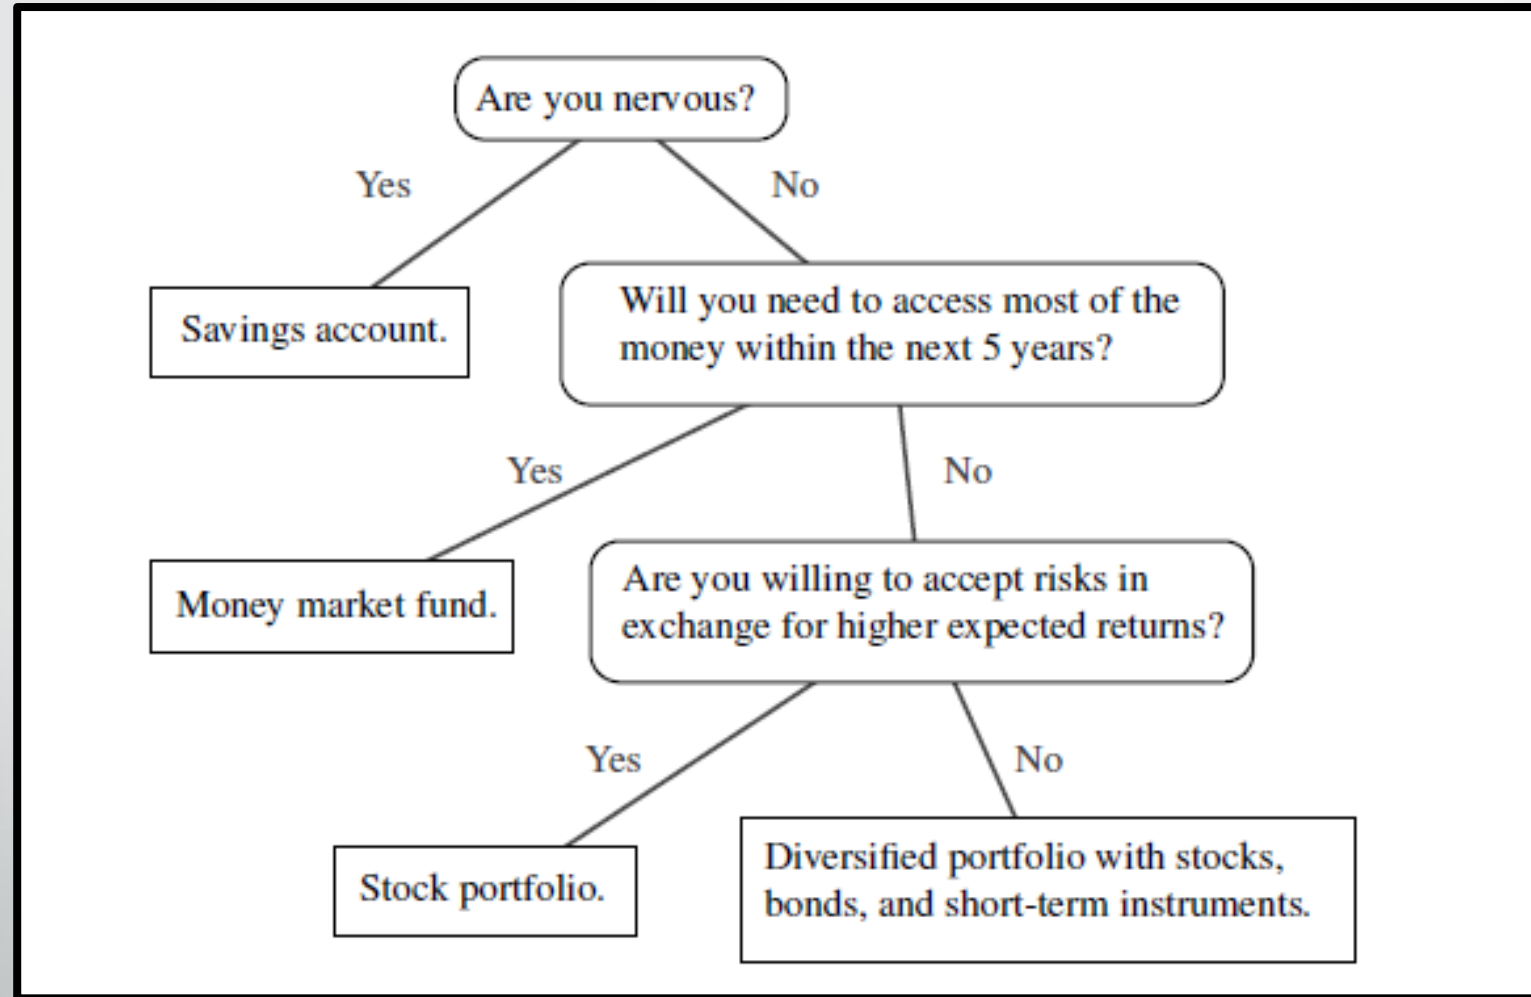 Are you nervous?
Yes
No
Savings account.
Will you need to access most of the
money within the next 5 years?
Yes
No
Money market fund.
Are you willing to accept risks in
exchange for higher expected returns?
Yes
No
Stock portfolio.
Diversified portfolio with stocks,
bonds, and short-term instruments.